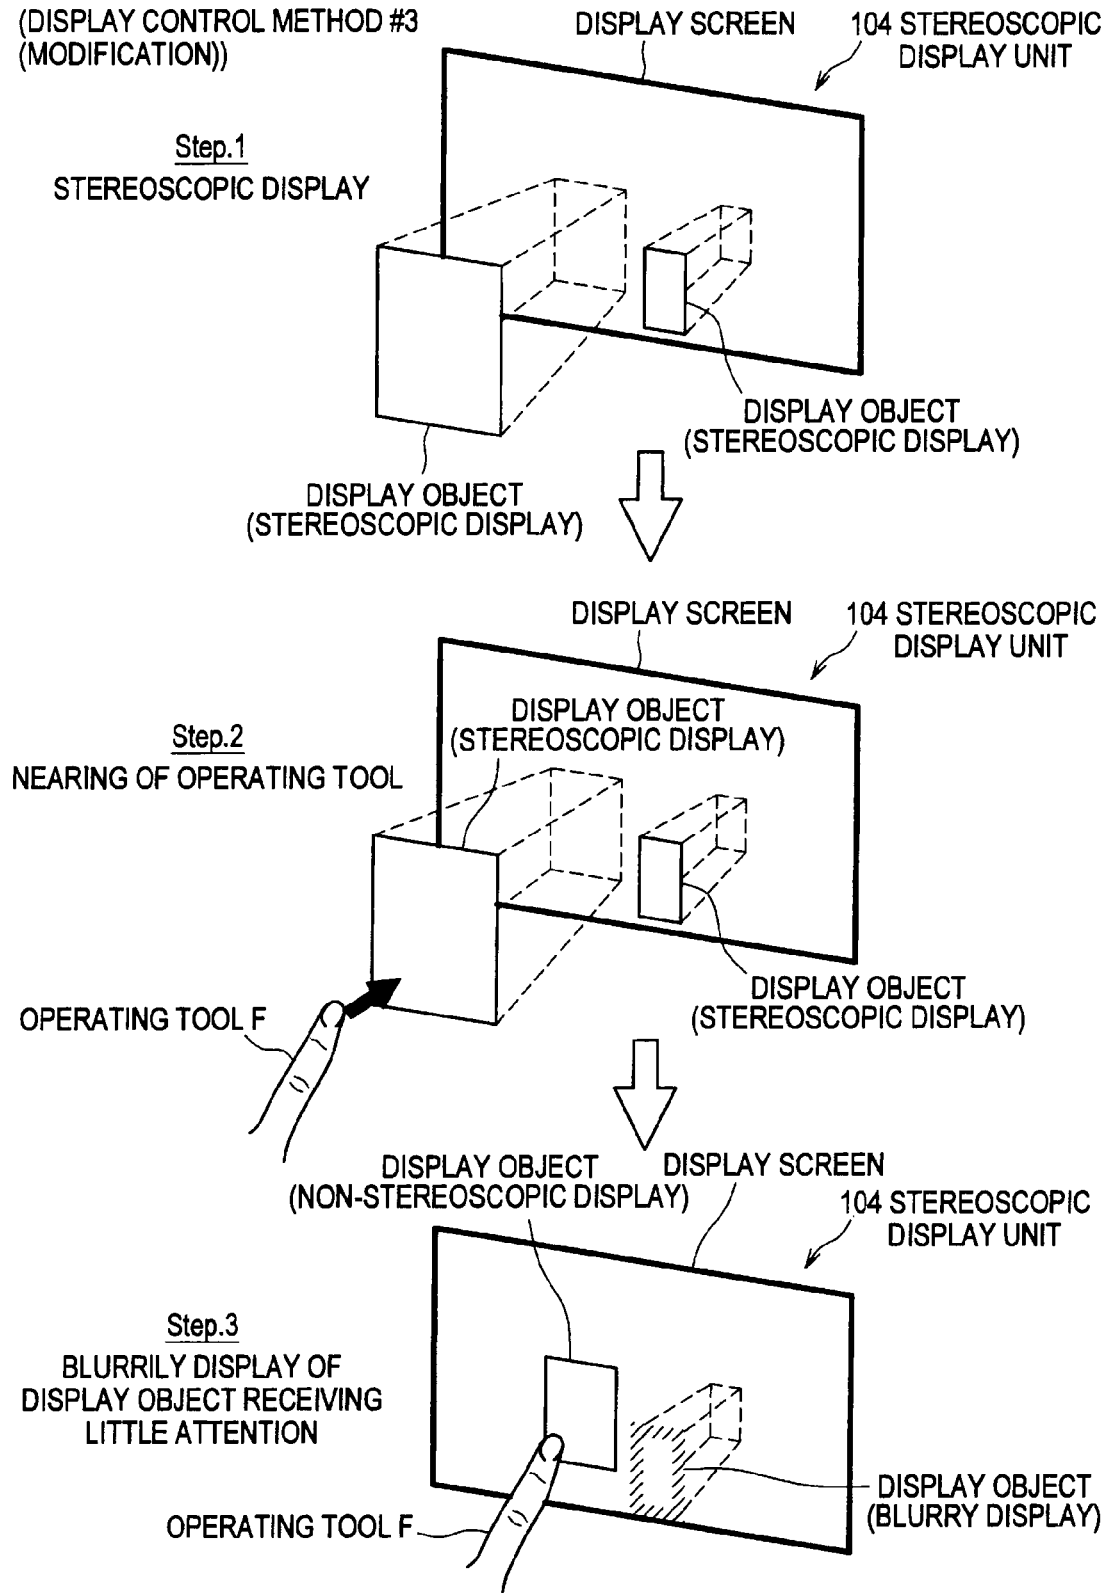 (DISPLAY CONTROL METHOD #3
(MODIFICATION))
DISPLAY SCREEN
104 STEREOSCOPIC
DISPLAY UNIT
Step.1
STEREOSCOPIC DISPLAY
DISPLAY OBJECT
(STEREOSCOPIC DISPLAY)
DISPLAY OBJECT
(STEREOSCOPIC DISPLAY)
DISPLAY SCREEN
104 STEREOSCOPIC
DISPLAY UNIT
DISPLAY OBJECT
(STEREOSCOPIC DISPLAY)
Step.2
NEARING OF OPERATING TOOL
DISPLAY OBJECT
(STEREOSCOPIC DISPLAY)
OPERATING TOOL F
DISPLAY OBJECT
(NON-STEREOSCOPIC DISPLAY)
DISPLAY SCREEN
104 STEREOSCOPIC
DISPLAY UNIT
Step.3
BLURRILY DISPLAY OF
DISPLAY OBJECT RECEIVING
LITTLE ATTENTION
DISPLAY OBJECT
(BLURRY DISPLAY)
OPERATING TOOL F